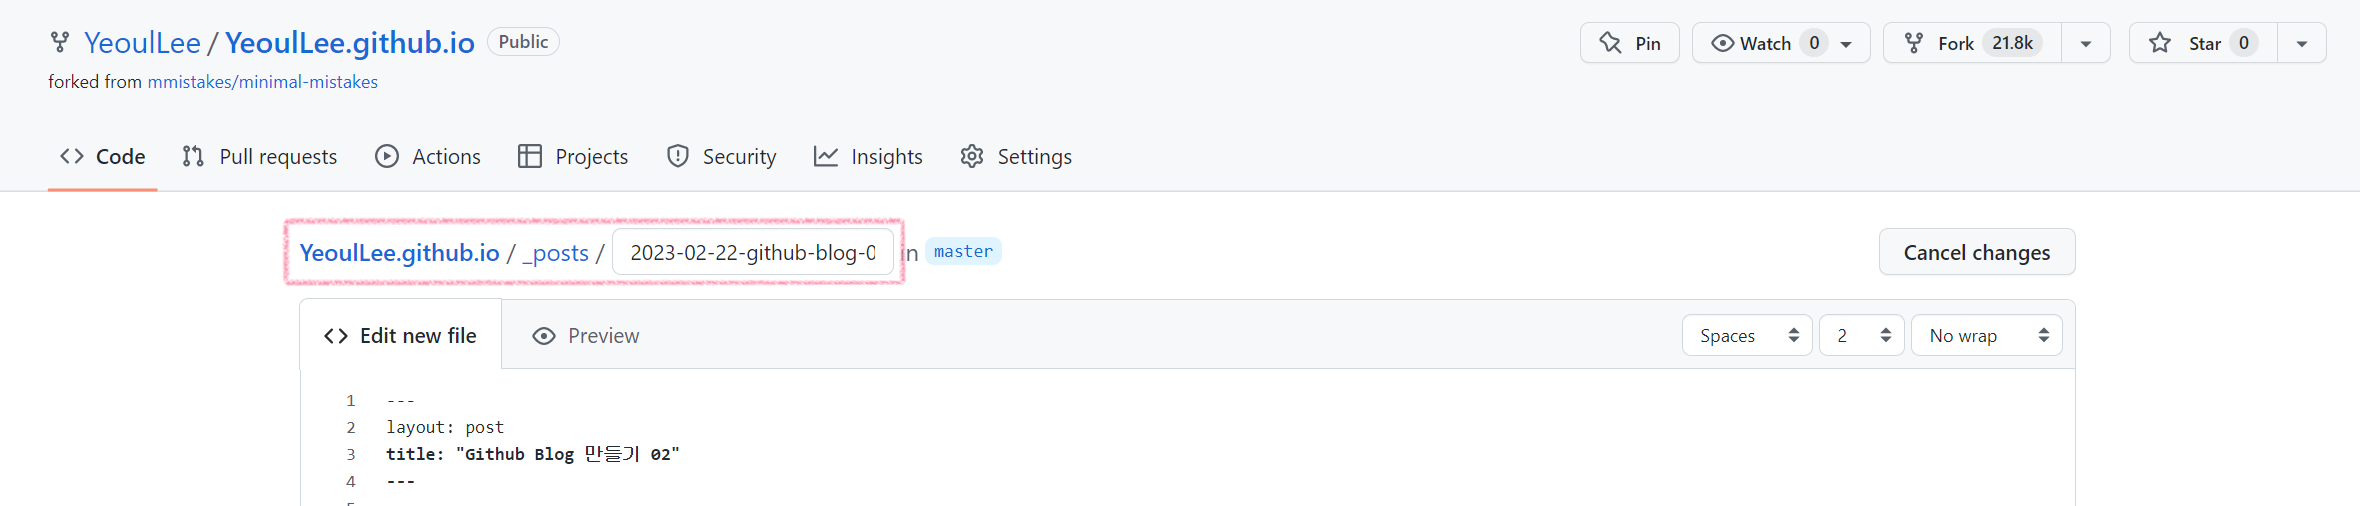 YeoulLee / YeoulLee.github.io Public
Pin Watch 0 Fork 21.8k Star 0
forked from mmistakes/minimal-mistakes
Code Pull requests Actions Projects Security Insights Settings
YeoulLee.github.io / _posts / 2023-02-22-github-blog-0 in master Cancel changes
Edit new file Preview Spaces 2 No wrap
1 ---
2 layout: post
3 title: "Github Blog 만들기 02"
4 ---